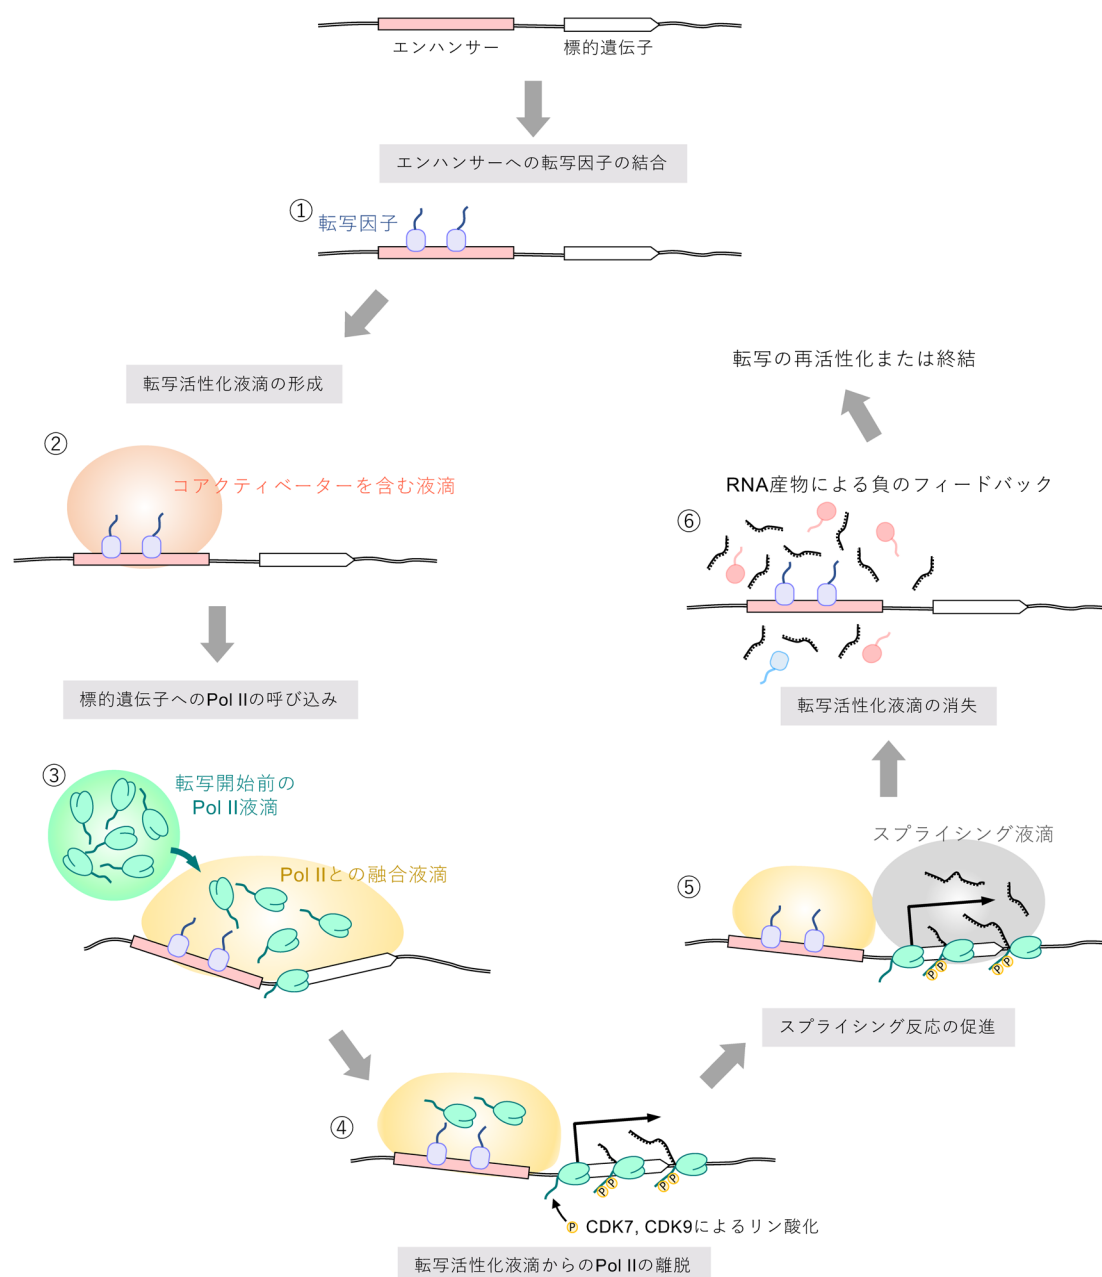 エンハンサー
標的遺伝子
エンハンサーへの転写因子の結合
①
転写因子
転写活性化液滴の形成
②
コアクティベーターを含む液滴
標的遺伝子へのPol IIの呼び込み
③
転写開始前の
Pol II液滴
Pol IIとの融合液滴
④
P P
P P
P CDK7, CDK9によるリン酸化
転写活性化液滴からのPol IIの離脱
スプライシング液滴
⑤
P P
P P
スプライシング反応の促進
転写の再活性化または終結
RNA産物による負のフィードバック
⑥
転写活性化液滴の消失